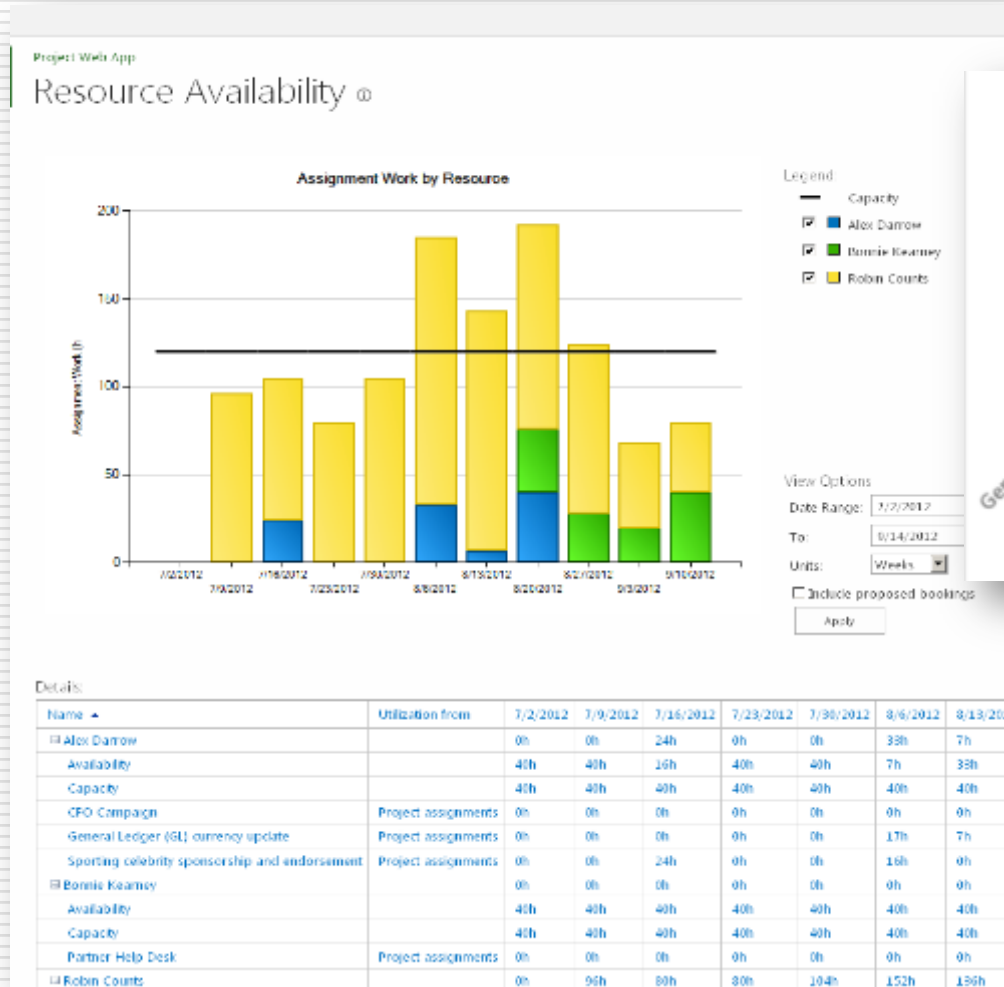 Project Web App
Resource Availability
Assignment Work by Resource
Legend:
Capacity
Alex Darrow
Bonnie Kearney
Robin Counts
200
150
100
50
0
Assignment Work (h
7/2/2012 7/16/2012 7/30/2012 8/13/2012 8/27/2012 9/10/2012
7/9/2012 7/23/2012 8/6/2012 8/20/2012 9/3/2012
View Options
Date Range: 7/2/2012
To: 9/14/2012
Units: Weeks
Include proposed bookings
Apply
Ger
Details:
Name Utilization from 7/2/2012 7/9/2012 7/16/2012 7/23/2012 7/30/2012 8/6/2012 8/13/20
Alex Darrow 0h 0h 24h 0h 0h 33h 7h
Availability 40h 40h 16h 40h 40h 7h 33h
Capacity 40h 40h 40h 40h 40h 40h 40h
CFO Campaign Project assignments 0h 0h 0h 0h 0h 0h 0h
General Ledger (GL) currency update Project assignments 0h 0h 0h 0h 0h 17h 7h
Sporting celebrity sponsorship and endorsement Project assignments 0h 0h 24h 0h 0h 16h 0h
Bonnie Kearney 0h 0h 0h 0h 0h 0h 0h
Availability 40h 40h 40h 40h 40h 40h 40h
Capacity 40h 40h 40h 40h 40h 40h 40h
Partner Help Desk Project assignments 0h 0h 0h 0h 0h 0h 0h
Robin Counts 0h 96h 80h 80h 104h 152h 136h